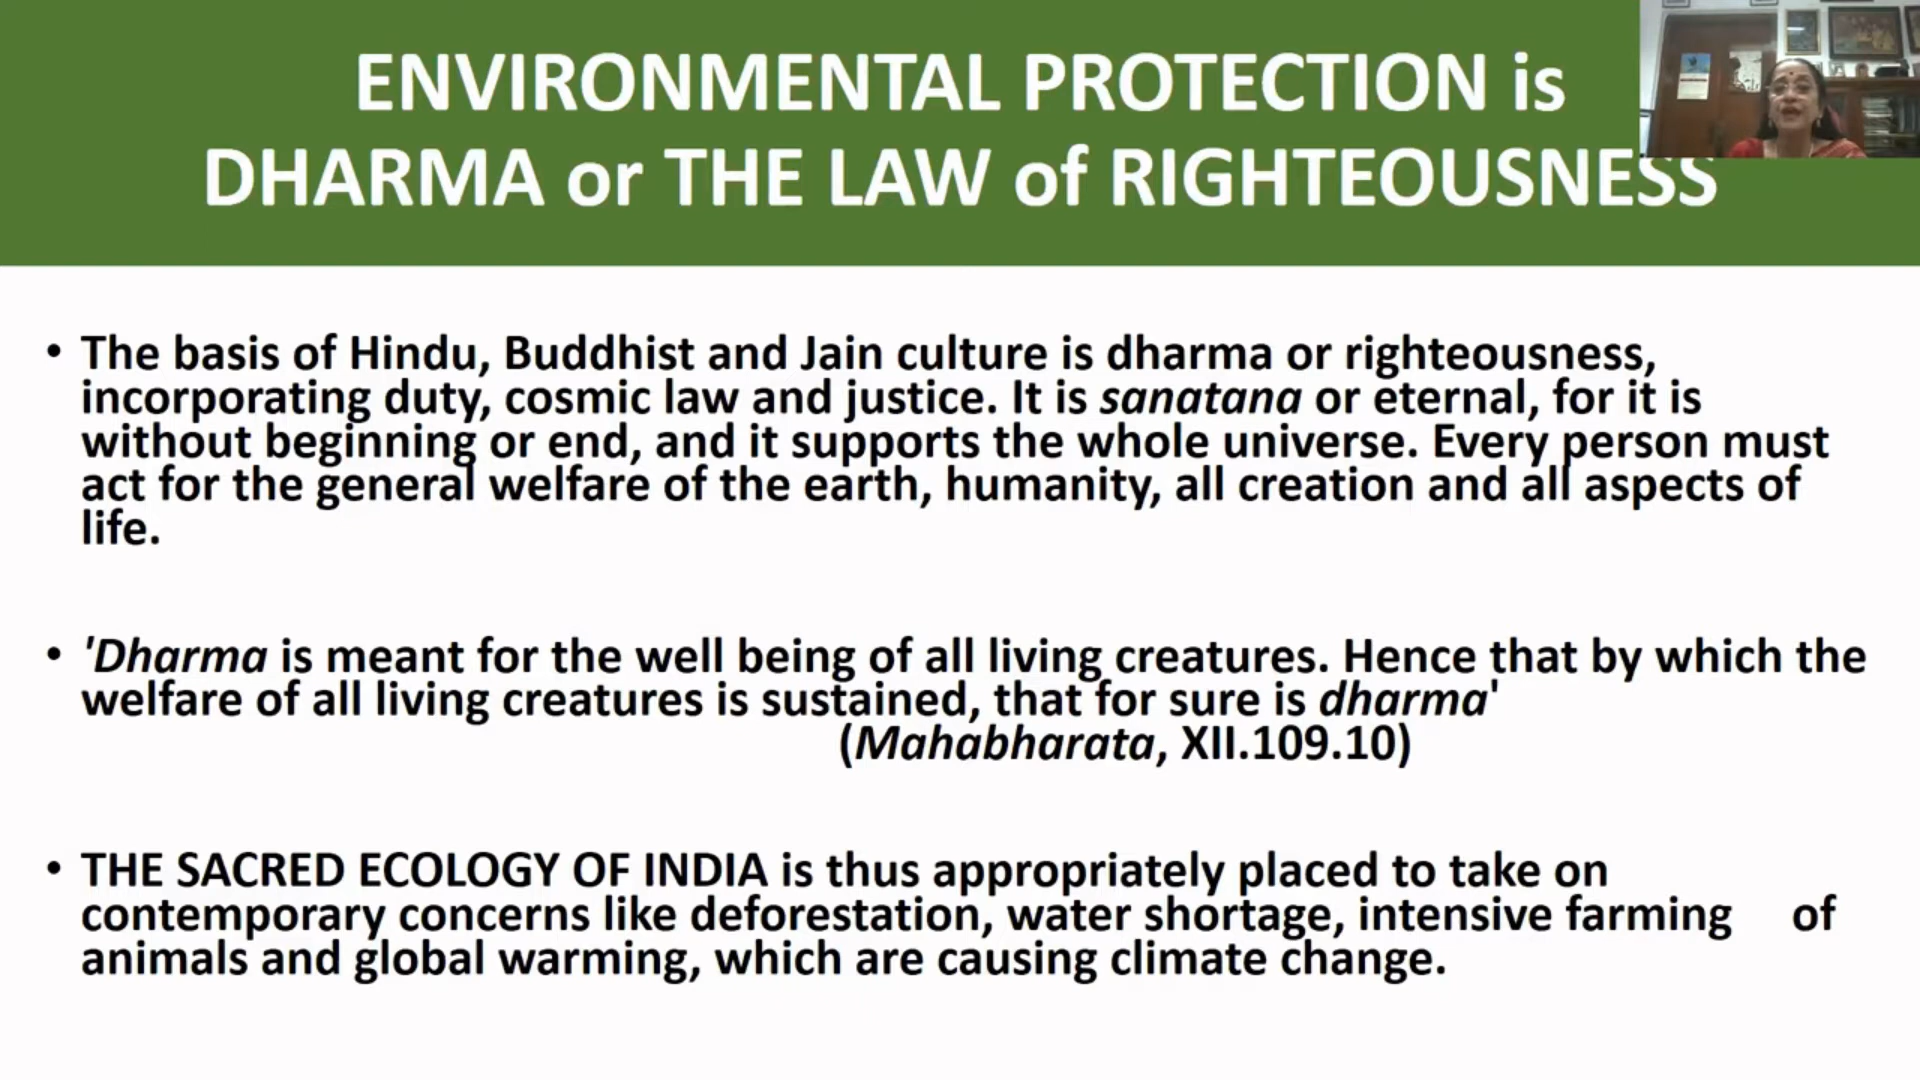 ENVIRONMENTAL PROTECTION is
DHARMA or THE LAW of RIGHTEOUSNESS
• The basis of Hindu, Buddhist and Jain culture is dharma or righteousness,
incorporating duty, cosmic law and justice. It is sanatana or eternal, for it is
without beginning or end, and it supports the whole universe. Every person must
act for the general welfare of the earth, humanity, all creation and all aspects of
life.
• 'Dharma is meant for the well being of all living creatures. Hence that by which the
welfare of all living creatures is sustained, that for sure is dharma'
(Mahabharata, XII.109.10)
• THE SACRED ECOLOGY OF INDIA is thus appropriately placed to take on
contemporary concerns like deforestation, water shortage, intensive farming of
animals and global warming, which are causing climate change.